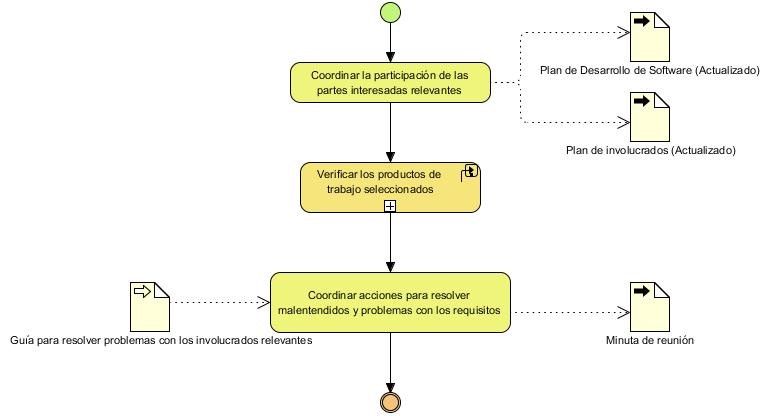 Coordinar la participación de las
partes interesadas relevantes
Plan de Desarrollo de Software (Actualizado)
Plan de involucrados (Actualizado)
Verificar los productos de
trabajo seleccionados
Coordinar acciones para resolver
malentendidos y problemas con los requisitos
Guía para resolver problemas con los involucrados relevantes
Minuta de reunión